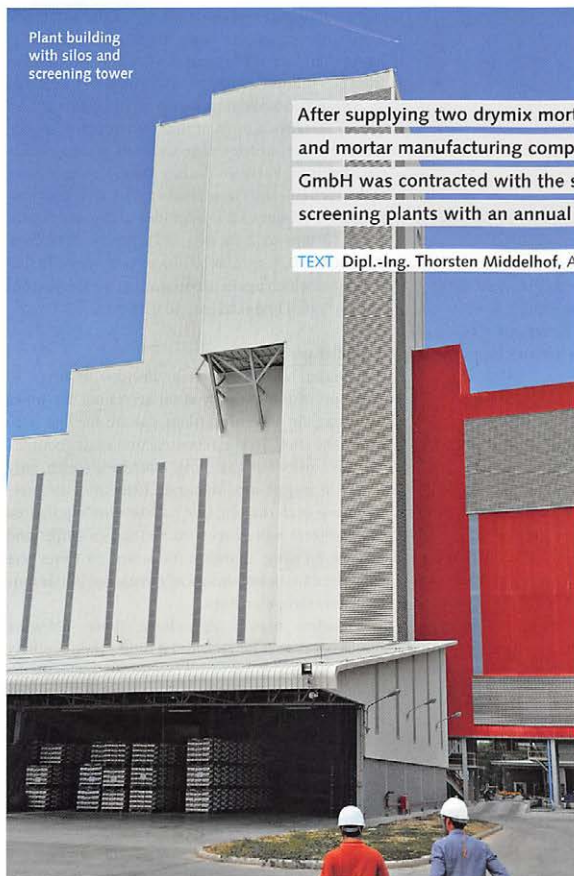 Plant building
with silos and
screening tower
After supplying two drymix mort
and mortar manufacturing comp
GmbH was contracted with the s
screening plants with an annual
TEXT Dipl.-Ing. Thorsten Middelhof, A